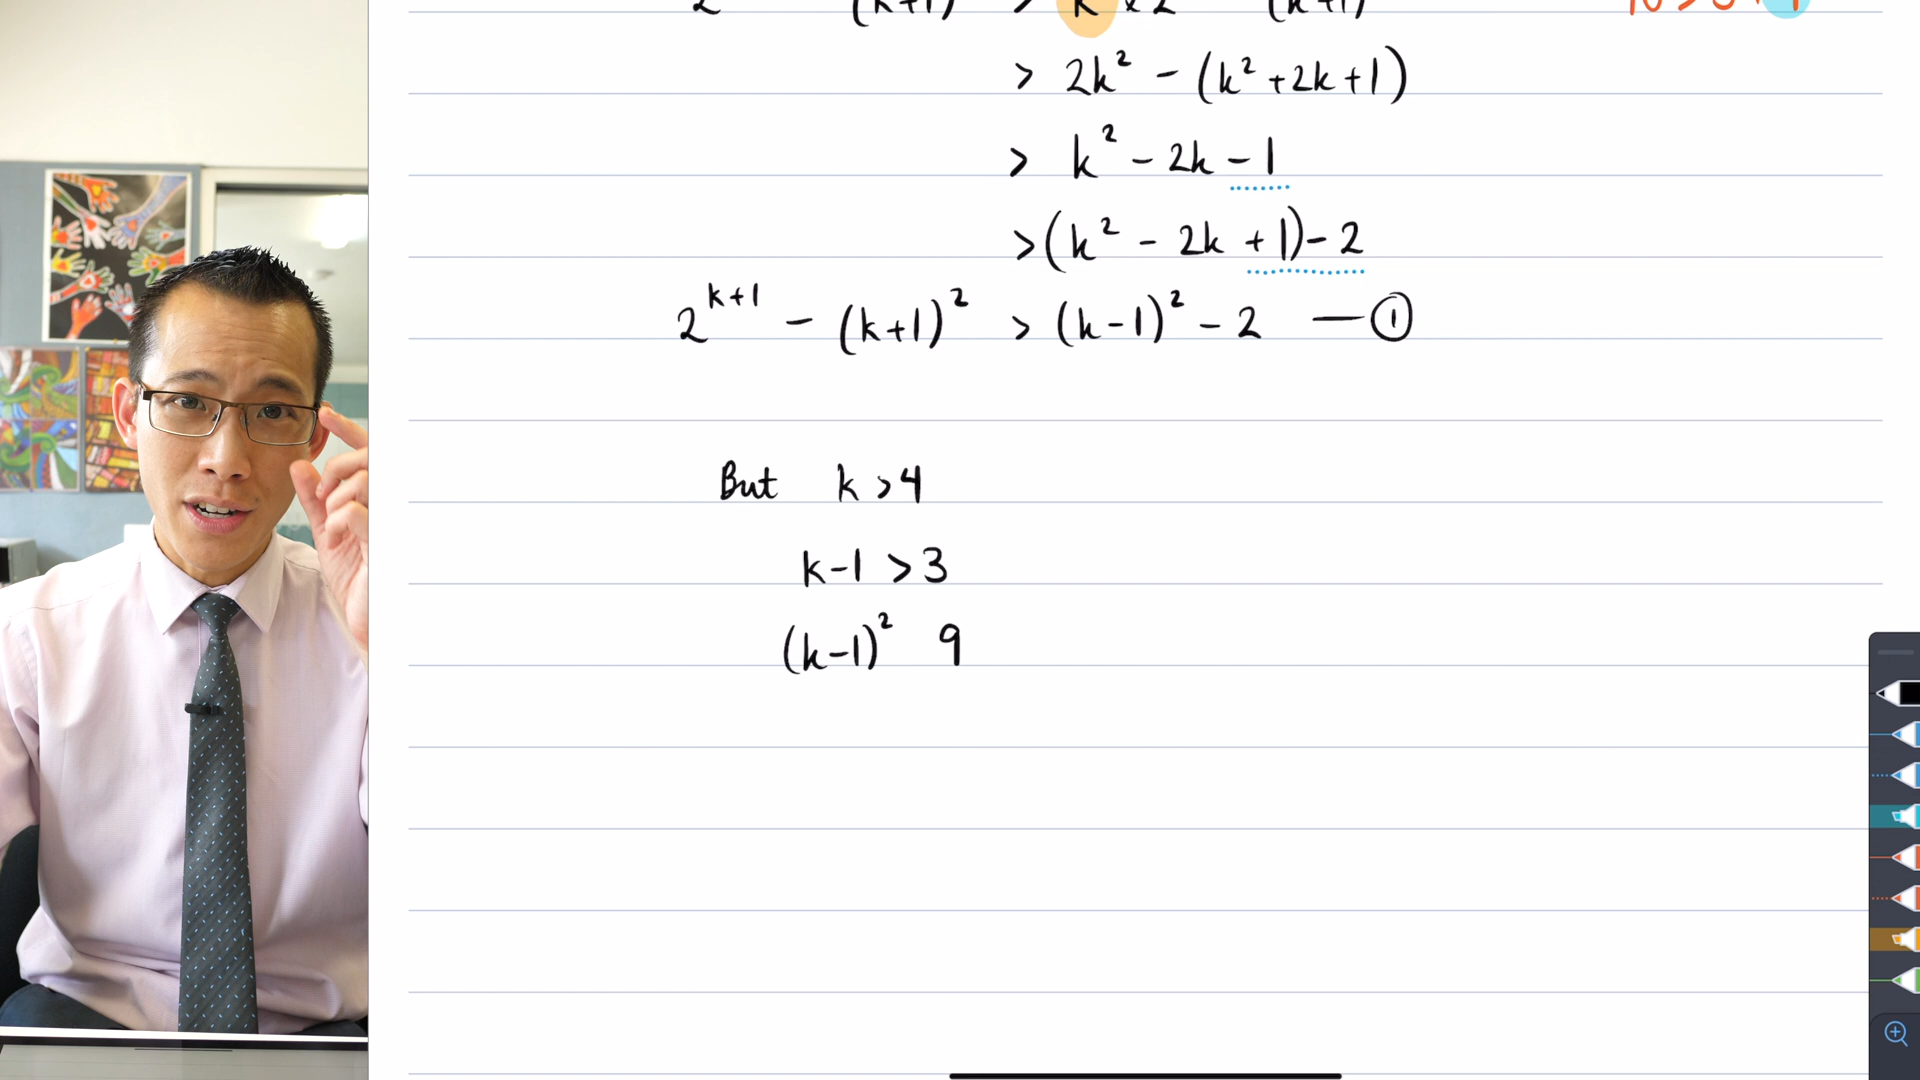 > 2k² - (k² + 2k + 1)
> k² - 2k - 1
> (k² - 2k + 1) - 2
2^{k+1} - (k+1)² > (k-1)² - 2 — ①
But k > 4
k-1 > 3
(k-1)² 9